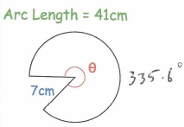 Arc Length = 41cm
θ
335.6°
7cm